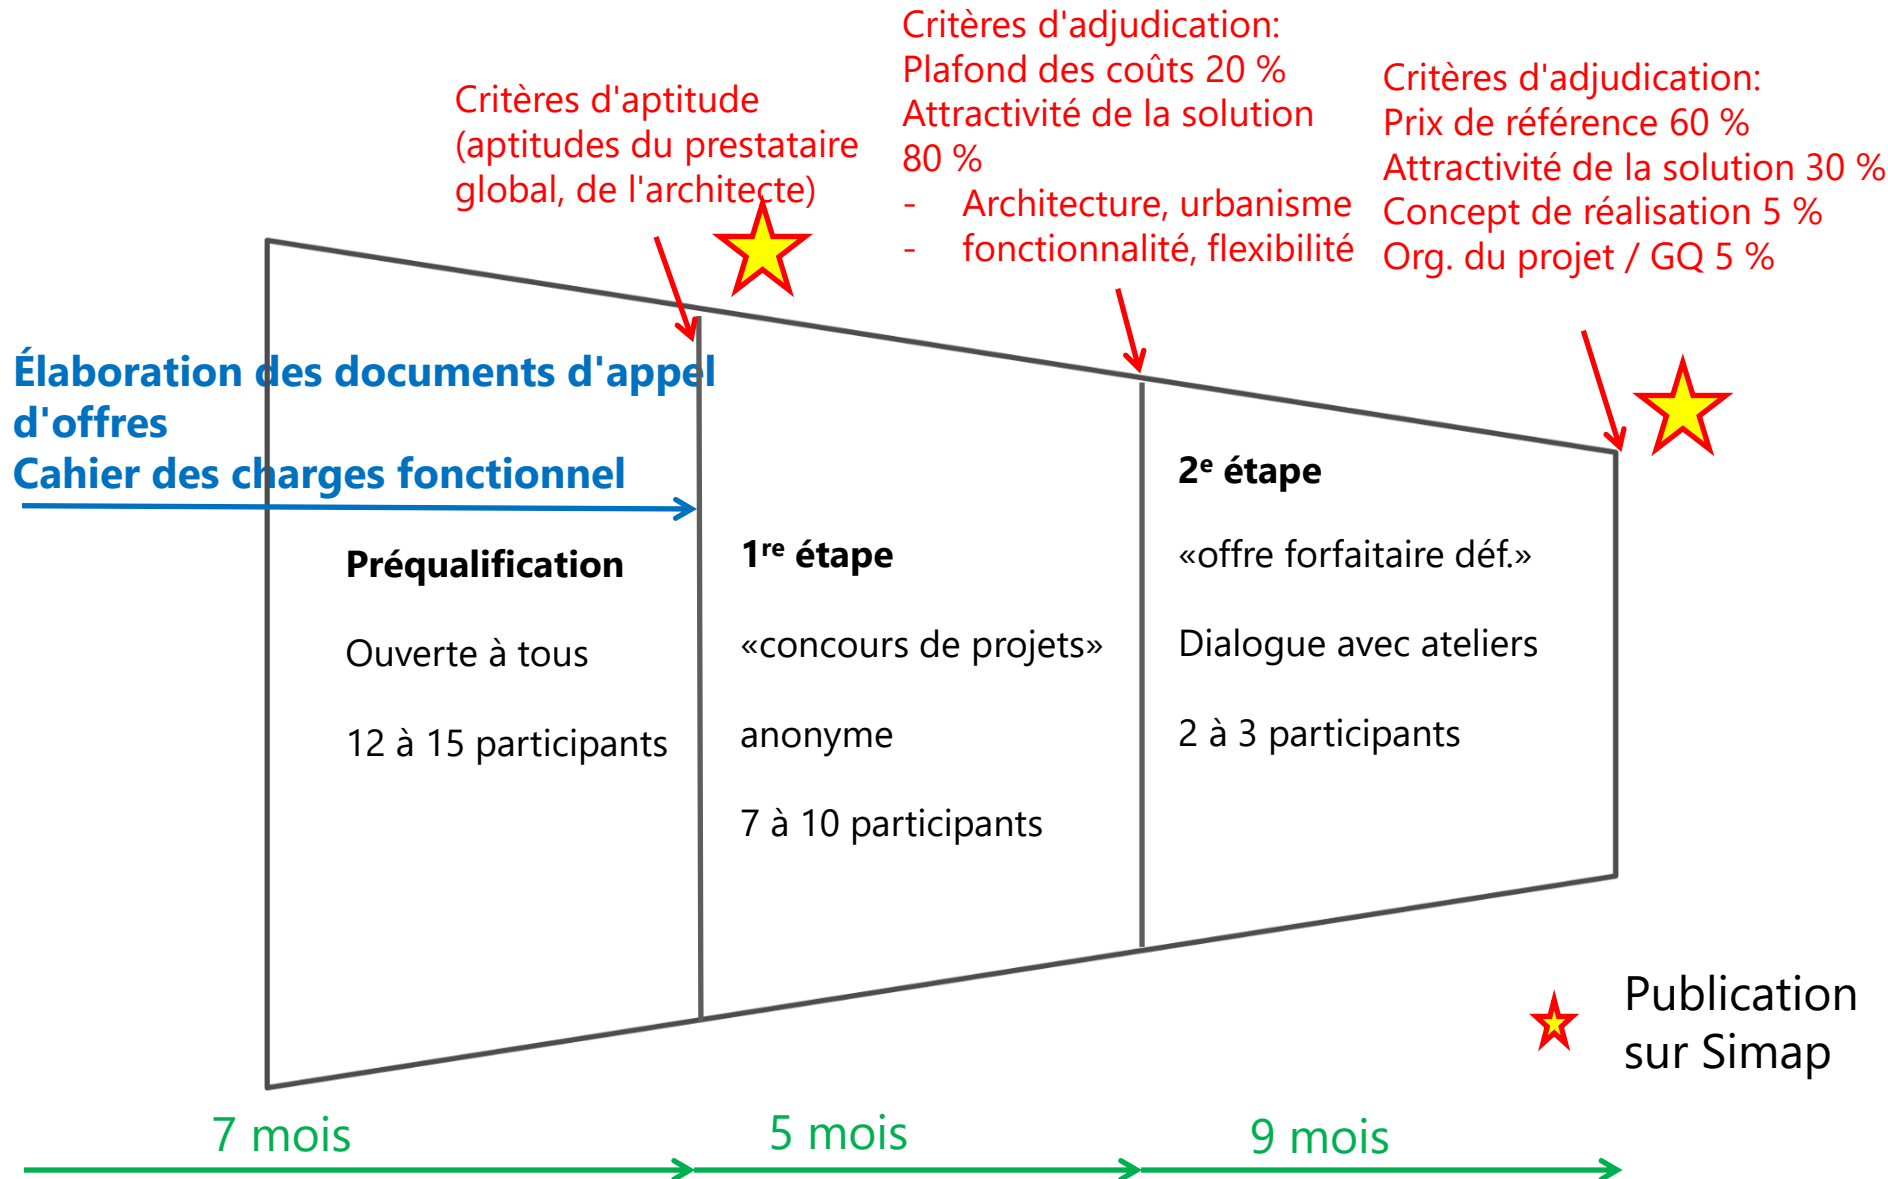 Critères d'aptitude
(aptitudes du prestataire
global, de l'architecte)
Critères d'adjudication:
Plafond des coûts 20 %
Attractivité de la solution
80 %
- Architecture, urbanisme
- fonctionnalité, flexibilité
Critères d'adjudication:
Prix de référence 60 %
Attractivité de la solution 30 %
Concept de réalisation 5 %
Org. du projet / GQ 5 %
Élaboration des documents d'appel
d'offres
Cahier des charges fonctionnel
Préqualification
Ouverte à tous
12 à 15 participants
1re étape
«concours de projets»
anonyme
7 à 10 participants
2e étape
«offre forfaitaire déf.»
Dialogue avec ateliers
2 à 3 participants
Publication
sur Simap
7 mois
5 mois
9 mois